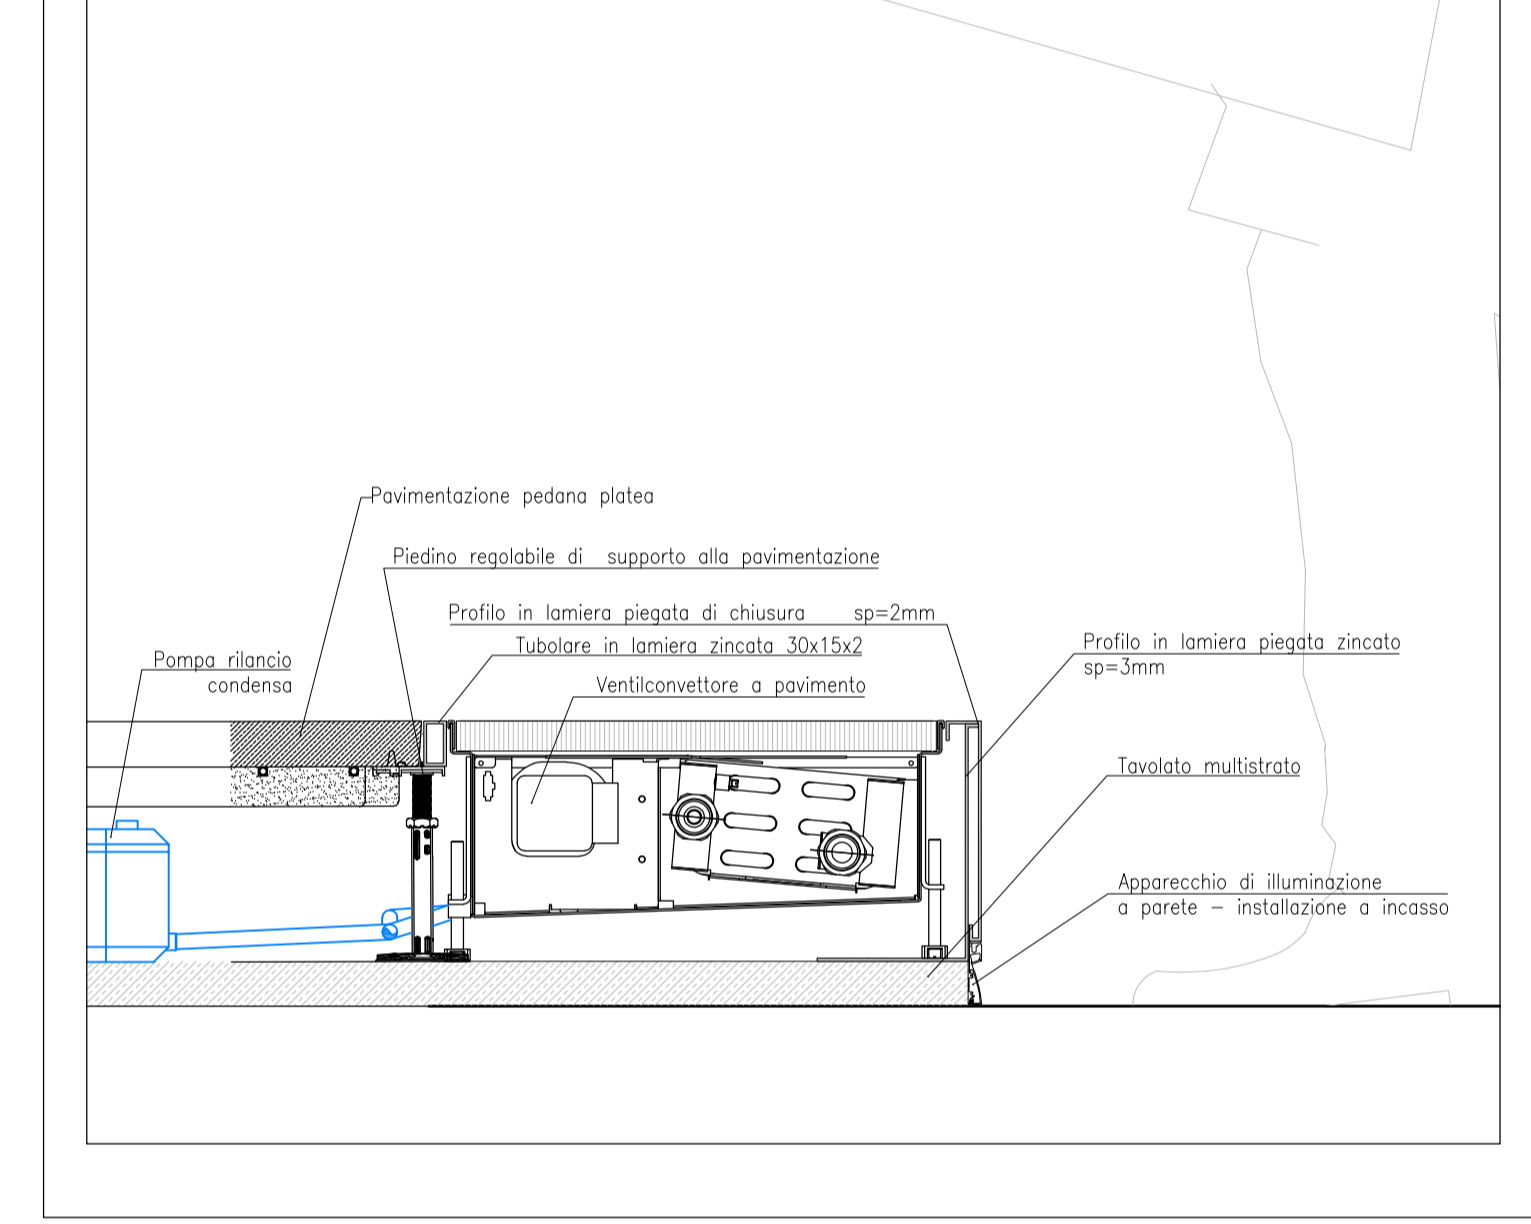 Pavimentazione pedana platea
Piedino regolabile di supporto alla pavimentazione
Profilo in lamiera piegata di chiusura sp=2mm
Tubolare in lamiera zincata 30x15x2
Profilo in lamiera piegata zincato
sp=3mm
Pompa rilancio
condensa
Ventilconvettore a pavimento
Tavolato multistrato
Apparecchio di illuminazione
a parete – installazione a incasso